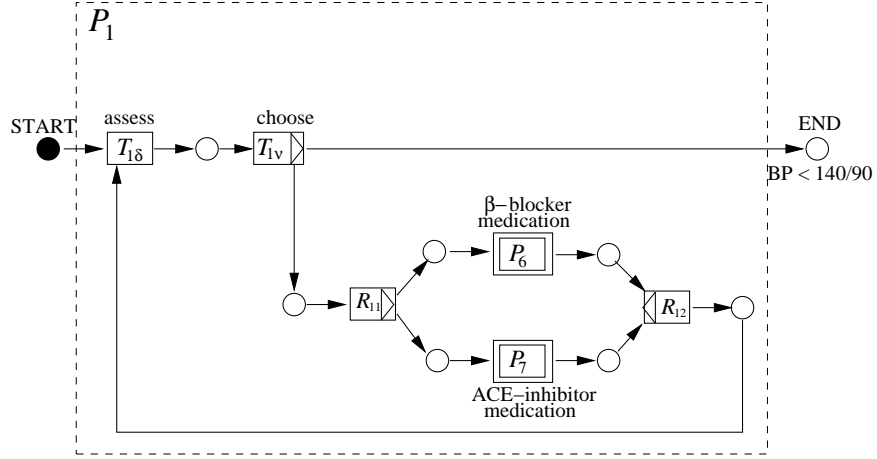 P1
assess
choose
START
END
T1δ
T1ν
BP < 140/90
β−blocker
medication
P6
R11
R12
P7
ACE−inhibitor
medication